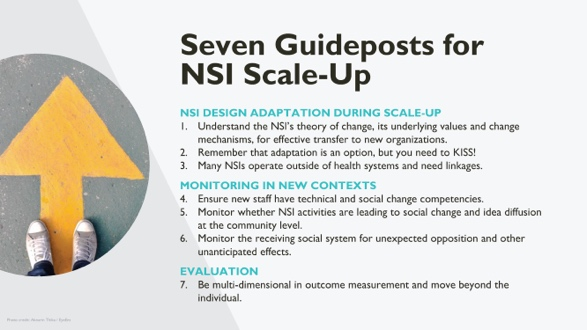 Seven Guideposts for
NSI Scale-Up
NSI DESIGN ADAPTATION DURING SCALE-UP
1. Understand the NSI's theory of change, its underlying values and change
mechanisms, for effective transfer to new organizations.
2. Remember that adaptation is an option, but you need to KISS!
3. Many NSIs operate outside of health systems and need linkages.
MONITORING IN NEW CONTEXTS
4. Ensure new staff have technical and social change competencies.
5. Monitor whether NSI activities are leading to social change and idea diffusion
at the community level.
6. Monitor the receiving social system for unexpected opposition and other
unanticipated effects.
EVALUATION
7. Be multi-dimensional in outcome measurement and move beyond the
individual.